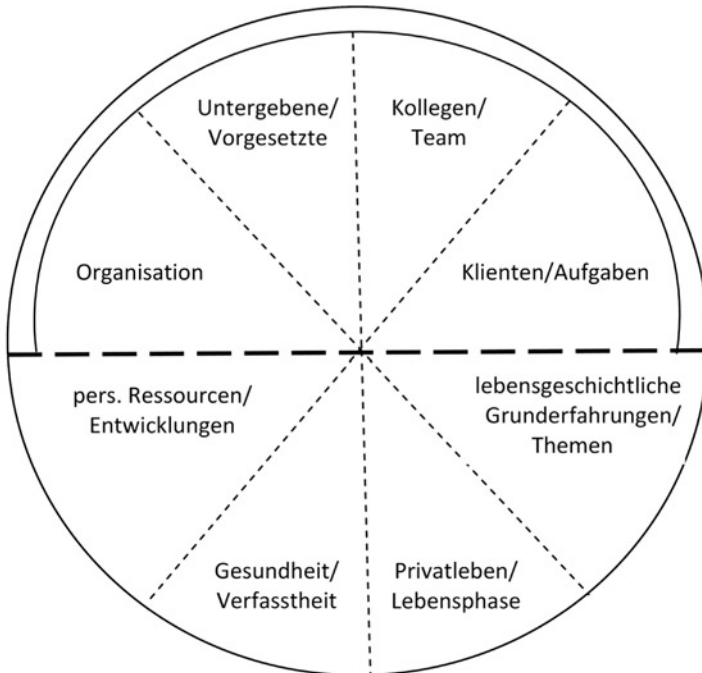 Untergebene/
Vorgesetzte
Kollegen/
Team
Organisation
Klienten/Aufgaben
pers. Ressourcen/
Entwicklungen
lebensgeschichtliche
Grunderfahrungen/
Themen
Gesundheit/
Verfasstheit
Privatleben/
Lebensphase